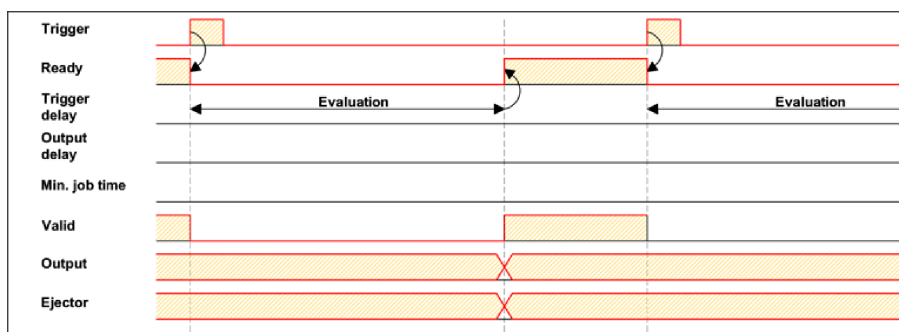 Trigger
Ready
Trigger
delay
Evaluation
Evaluation
Output
delay
Min. job time
Valid
Output
Ejector